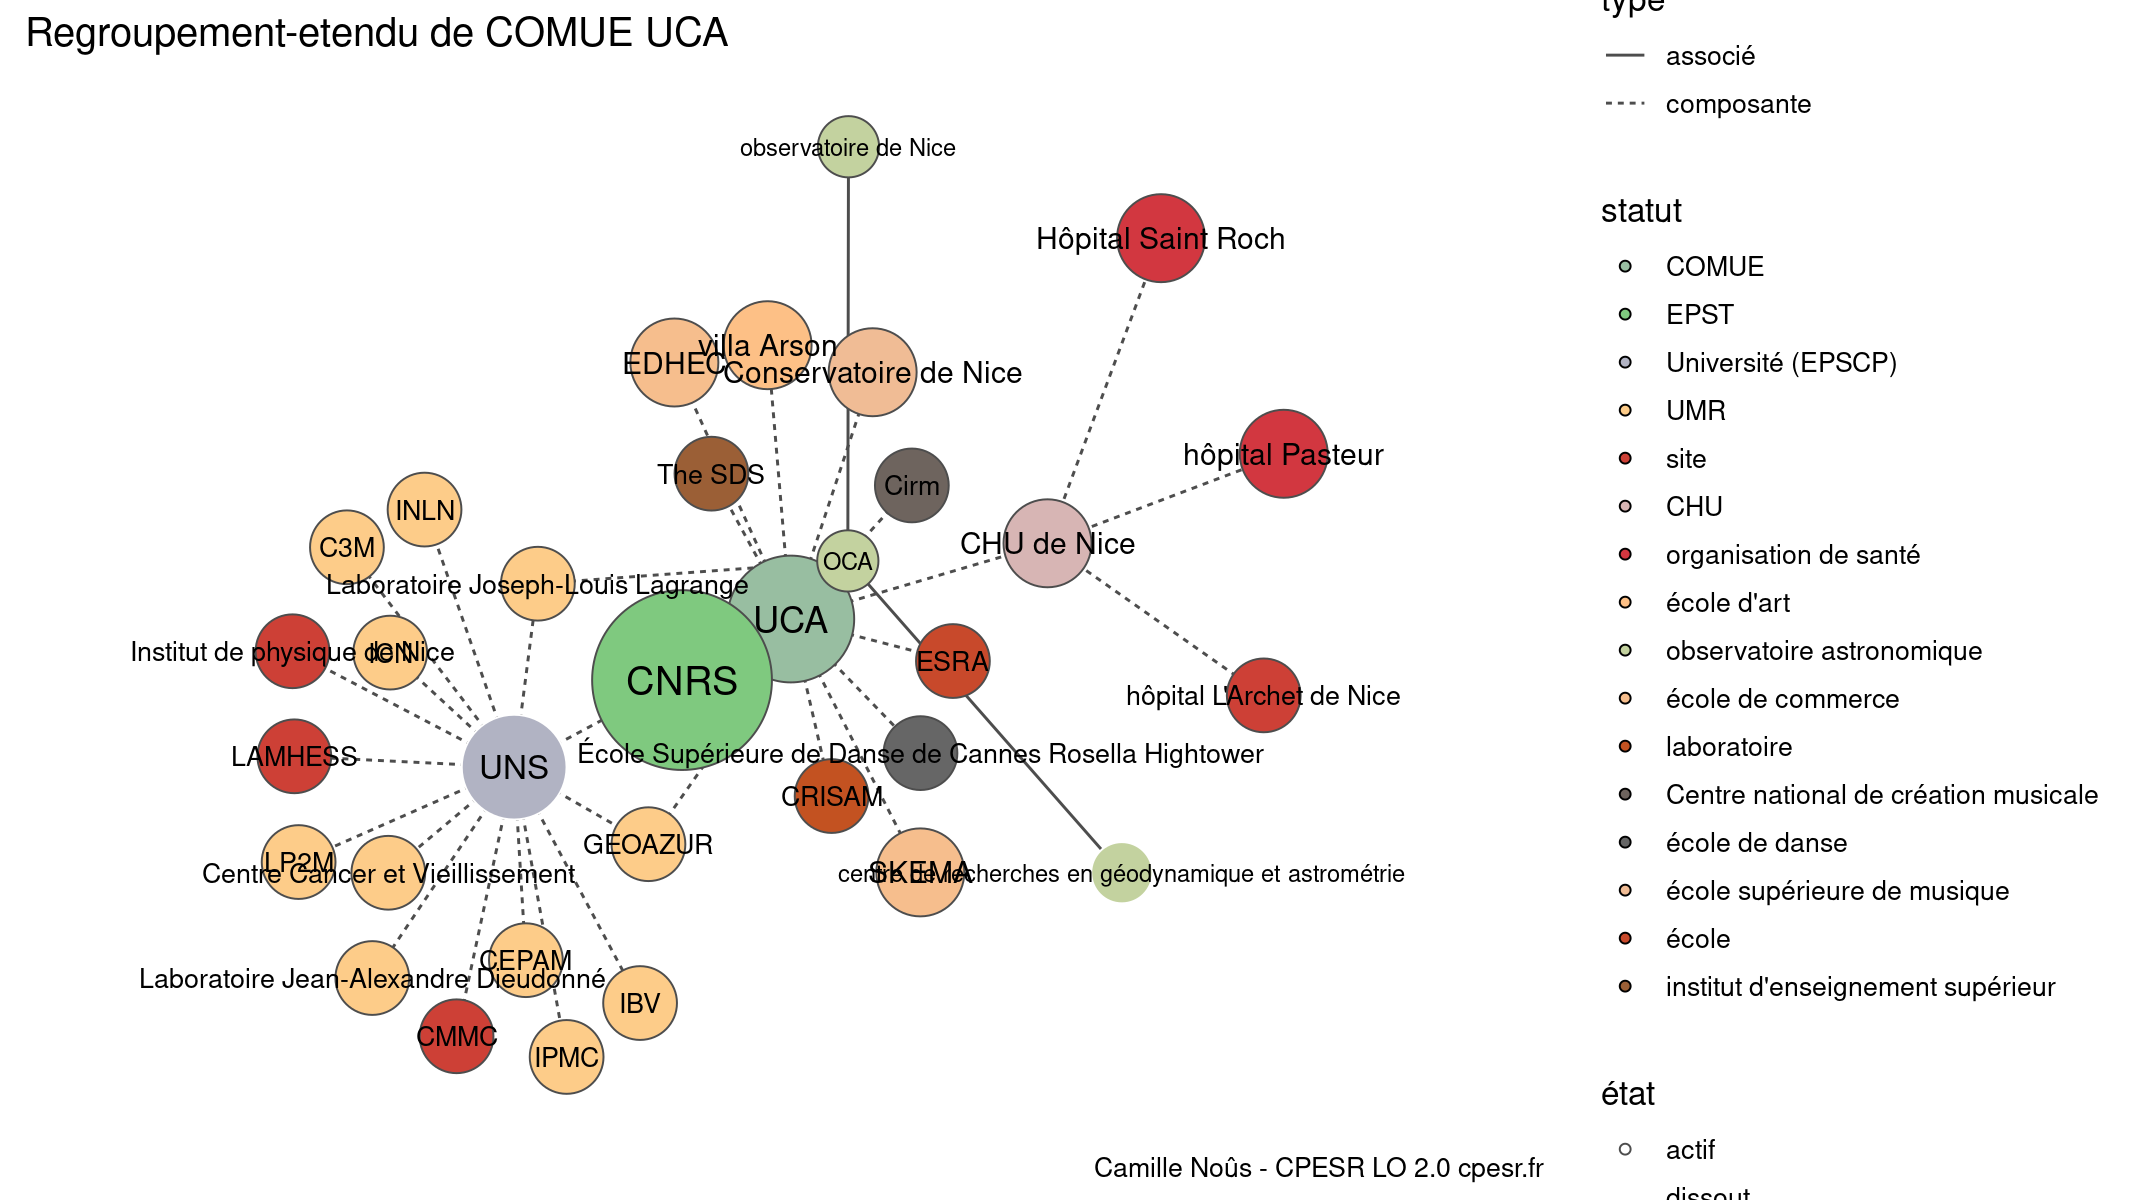 Regroupement-etendu de COMUE UCA
observatoire de Nice
Hôpital Saint Roch
villa Arson
EDHEC
Conservatoire de Nice
hôpital Pasteur
The SDS
Cirm
INLN
CHU de Nice
C3M
OCA
Laboratoire Joseph-Louis Lagrange
UCA
Institut de physique de Nice
ICN
ESRA
CNRS
hôpital L'Archet de Nice
LAMHESS
UNS
École Supérieure de Danse de Cannes Rosella Hightower
CRISAM
GEOAZUR
LP2M
Centre Cancer et Vieillissement
SKEMA
centre de recherches en géodynamique et astrométrie
CEPAM
Laboratoire Jean-Alexandre Dieudonné
IBV
CMMC
IPMC
Camille Noûs - CPESR LO 2.0 cpesr.fr
type
associé
composante
statut
COMUE
EPST
Université (EPSCP)
UMR
site
CHU
organisation de santé
école d'art
observatoire astronomique
école de commerce
laboratoire
Centre national de création musicale
école de danse
école supérieure de musique
école
institut d'enseignement supérieur
état
actif
dissout